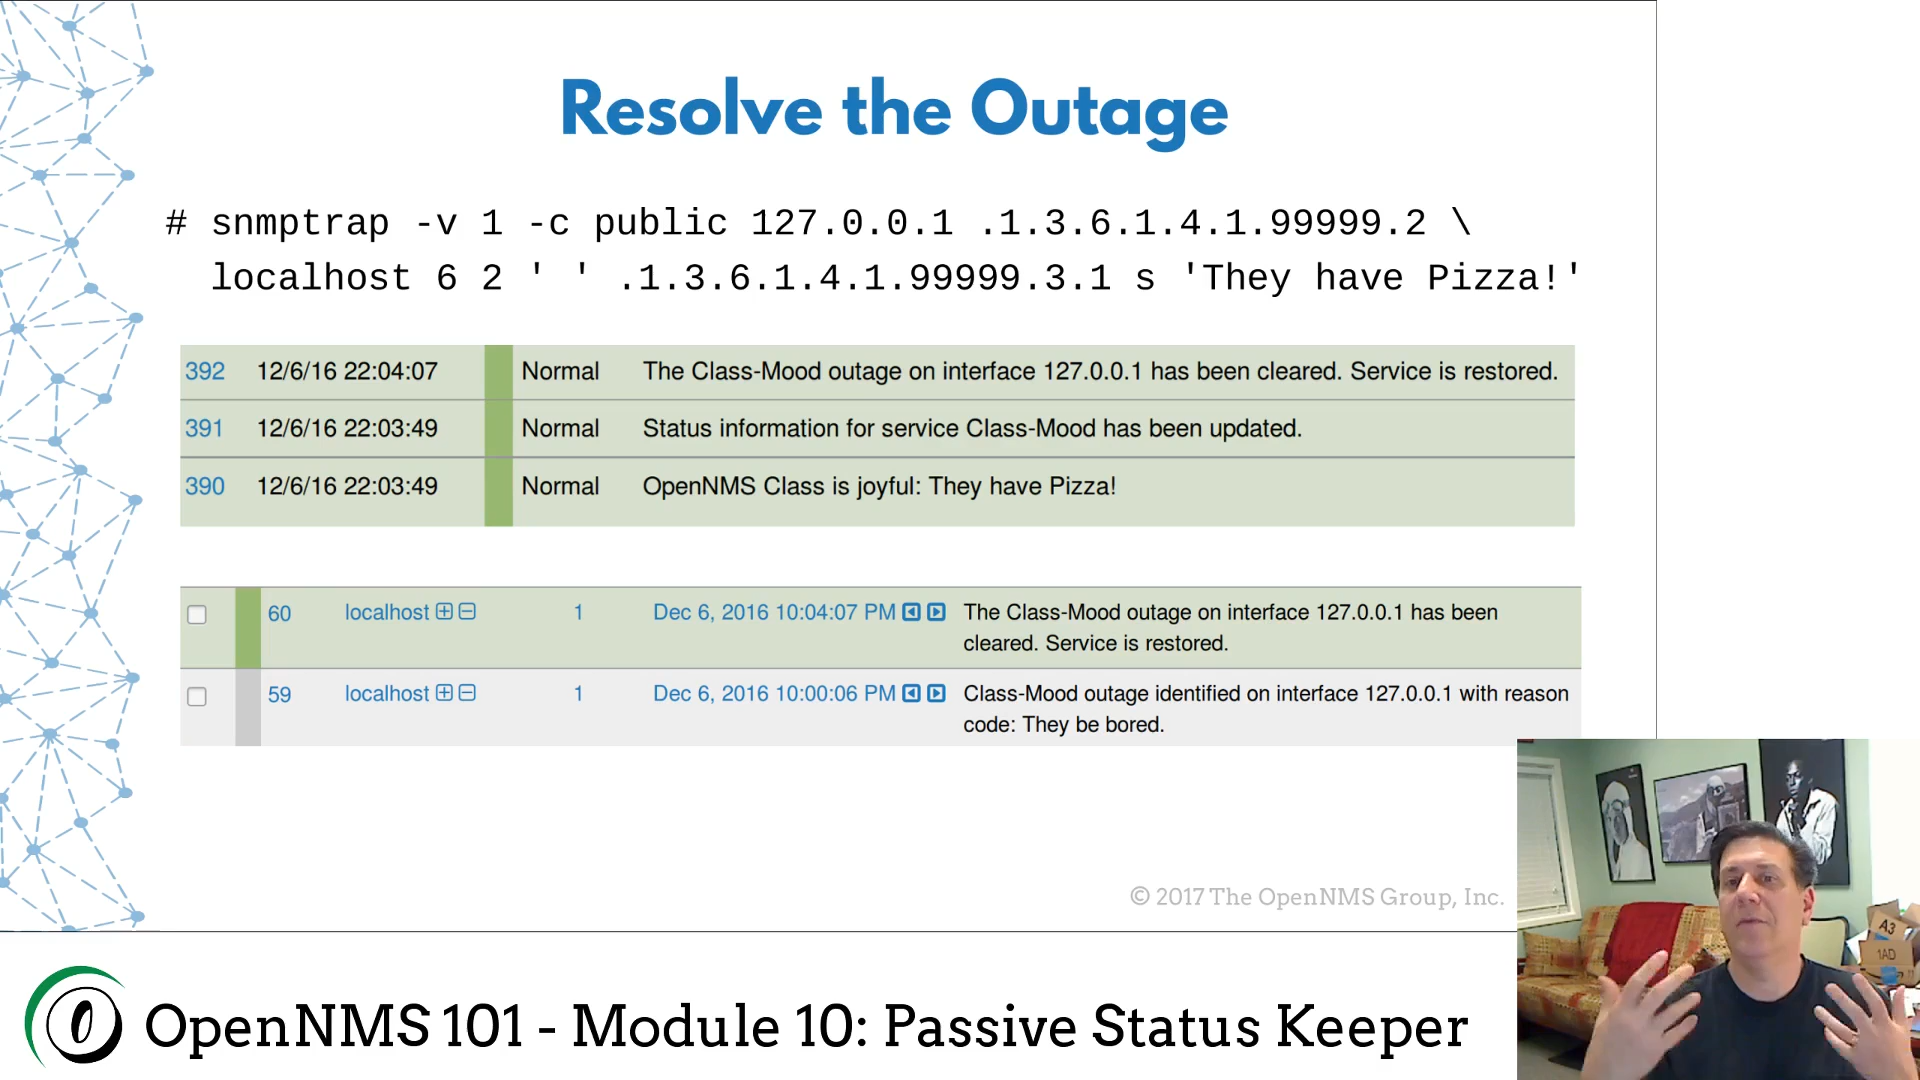 Resolve the Outage
# snmptrap -v 1 -c public 127.0.0.1 .1.3.6.1.4.1.99999.2 \
localhost 6 2 ' ' .1.3.6.1.4.1.99999.3.1 s 'They have Pizza!'
392 12/6/16 22:04:07 Normal The Class-Mood outage on interface 127.0.0.1 has been cleared. Service is restored.
391 12/6/16 22:03:49 Normal Status information for service Class-Mood has been updated.
390 12/6/16 22:03:49 Normal OpenNMS Class is joyful: They have Pizza!
60 localhost 1 Dec 6, 2016 10:04:07 PM The Class-Mood outage on interface 127.0.0.1 has been
cleared. Service is restored.
59 localhost 1 Dec 6, 2016 10:00:06 PM Class-Mood outage identified on interface 127.0.0.1 with reason
code: They be bored.
© 2017 The OpenNMS Group, Inc.
A3
1AD
OpenNMS 101 - Module 10: Passive Status Keeper